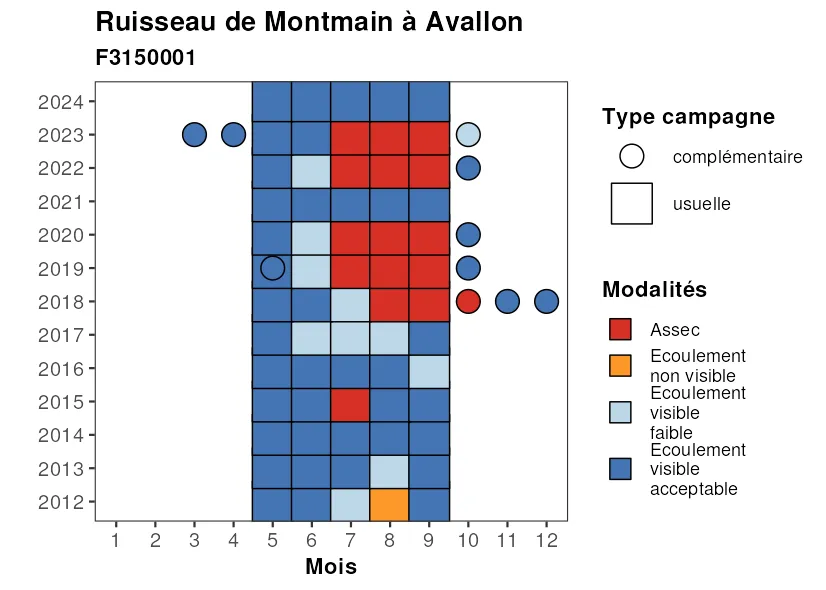 Ruisseau de Montmain à Avallon
F3150001
2024
2023
2022
2021
2020
2019
2018
2017
2016
2015
2014
2013
2012
1 2 3 4 5 6 7 8 9 10 11 12
Mois
Type campagne
complémentaire
usuelle
Modalités
Assec
Ecoulement
non visible
Ecoulement
visible
faible
Ecoulement
visible
acceptable